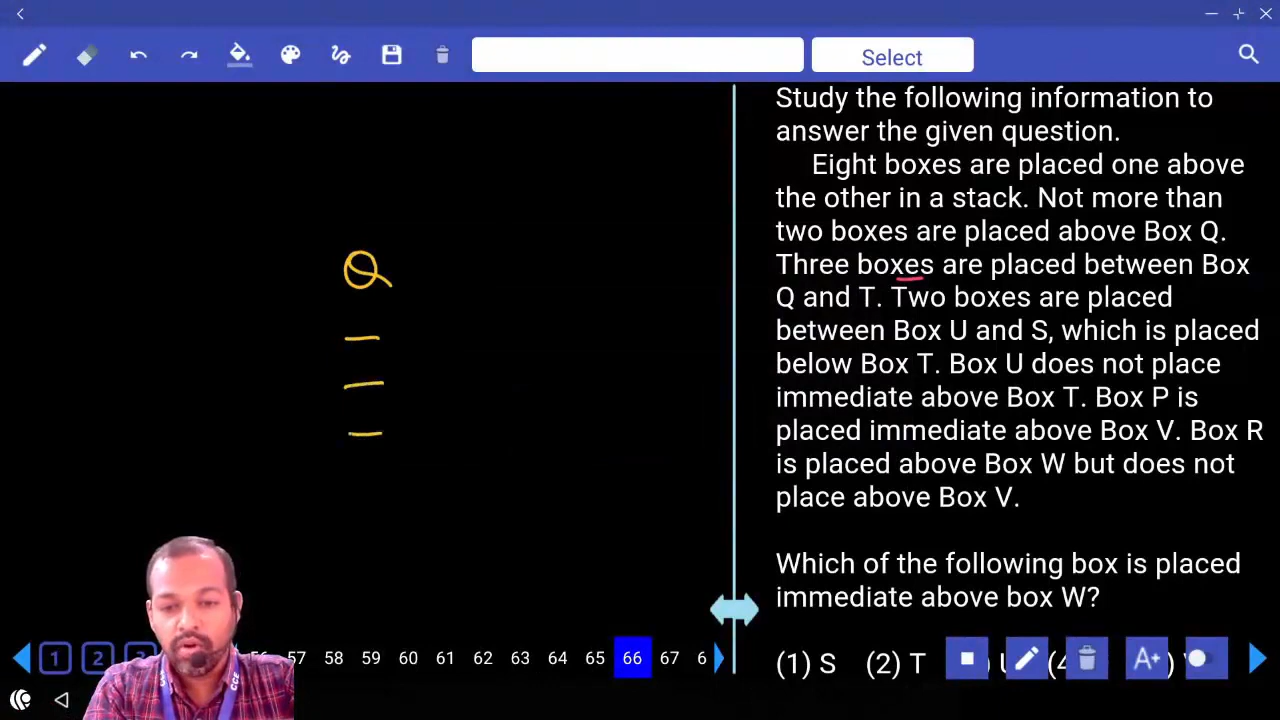 Select
Study the following information to
answer the given question.
Eight boxes are placed one above
the other in a stack. Not more than
two boxes are placed above Box Q.
Three boxes are placed between Box
Q and T. Two boxes are placed
between Box U and S, which is placed
below Box T. Box U does not place
immediate above Box T. Box P is
placed immediate above Box V. Box R
is placed above Box W but does not
place above Box V.
Q
Which of the following box is placed
immediate above box W?
1 2 3 57 58 59 60 61 62 63 64 65 66 67 6
(1) S (2) T
A+
CCE